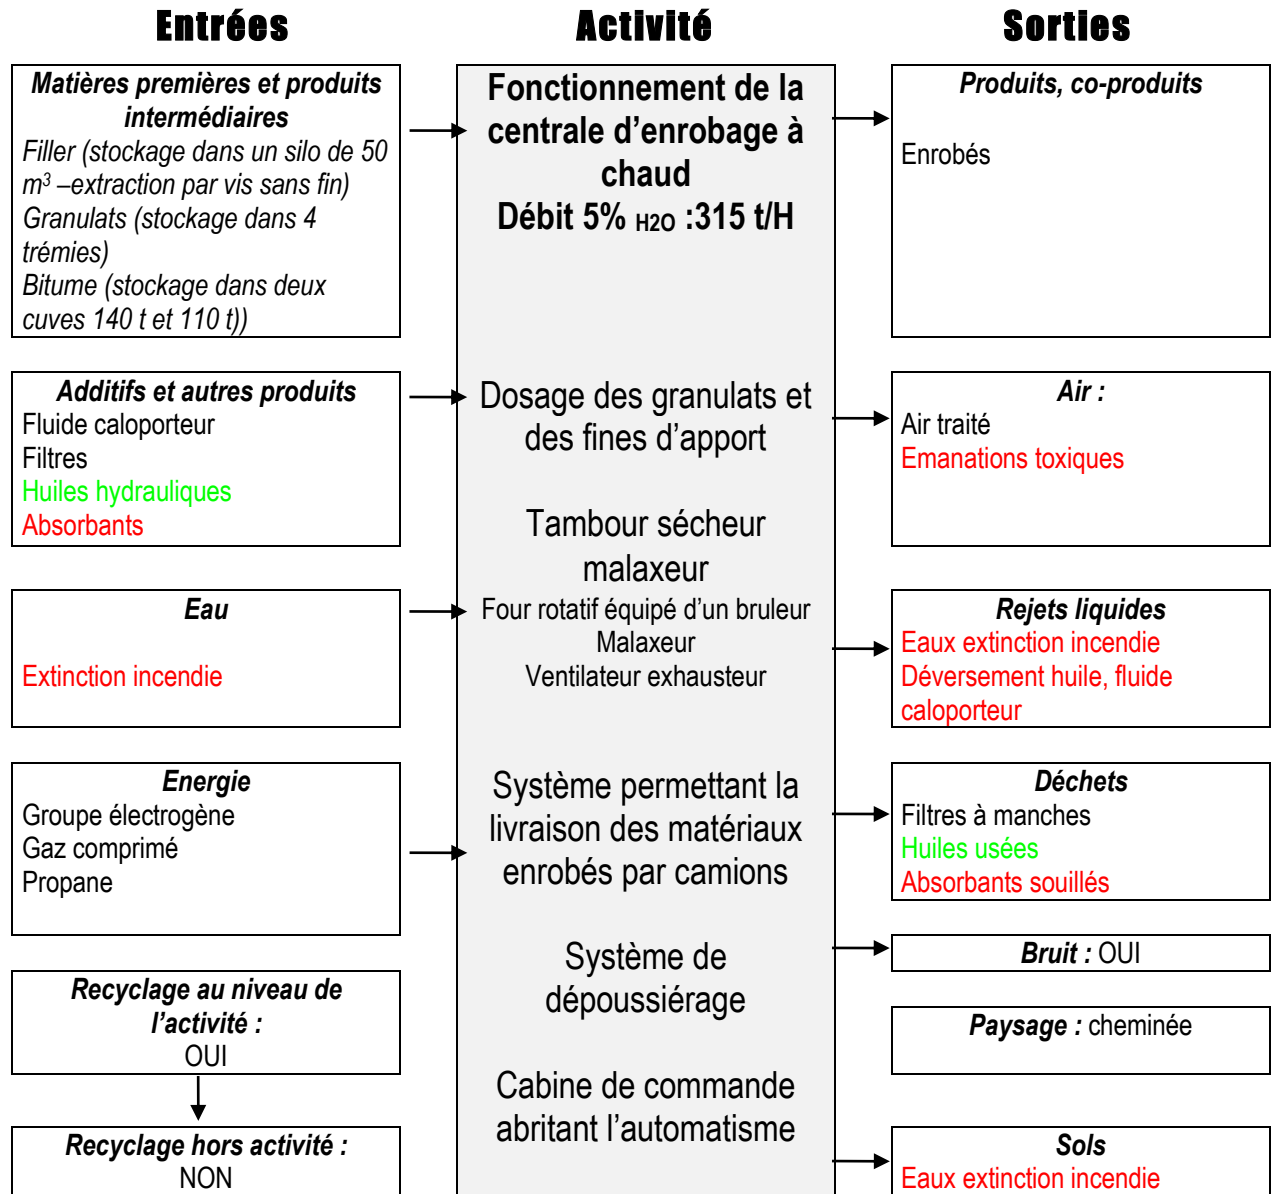 Entrées
Matières premières et produits
intermédiaires
Filler (stockage dans un silo de 50
m³ –extraction par vis sans fin)
Granulats (stockage dans 4
trémies)
Bitume (stockage dans deux
cuves 140 t et 110 t))
Additifs et autres produits
Fluide caloporteur
Filtres
Huiles hydrauliques
Absorbants
Eau
Extinction incendie
Energie
Groupe électrogène
Gaz comprimé
Propane
Recyclage au niveau de
l’activité :
OUI
Recyclage hors activité :
NON
Activité
Fonctionnement de la
centrale d’enrobage à
chaud
Débit 5% H2O :315 t/H
Dosage des granulats et
des fines d’apport
Tambour sécheur
malaxeur
Four rotatif équipé d’un bruleur
Malaxeur
Ventilateur exhausteur
Système permettant la
livraison des matériaux
enrobés par camions
Système de
dépoussiérage
Cabine de commande
abritant l’automatisme
Sorties
Produits, co-produits
Enrobés
Air :
Air traité
Emanations toxiques
Rejets liquides
Eaux extinction incendie
Déversement huile, fluide
caloporteur
Déchets
Filtres à manches
Huiles usées
Absorbants souillés
Bruit : OUI
Paysage : cheminée
Sols
Eaux extinction incendie